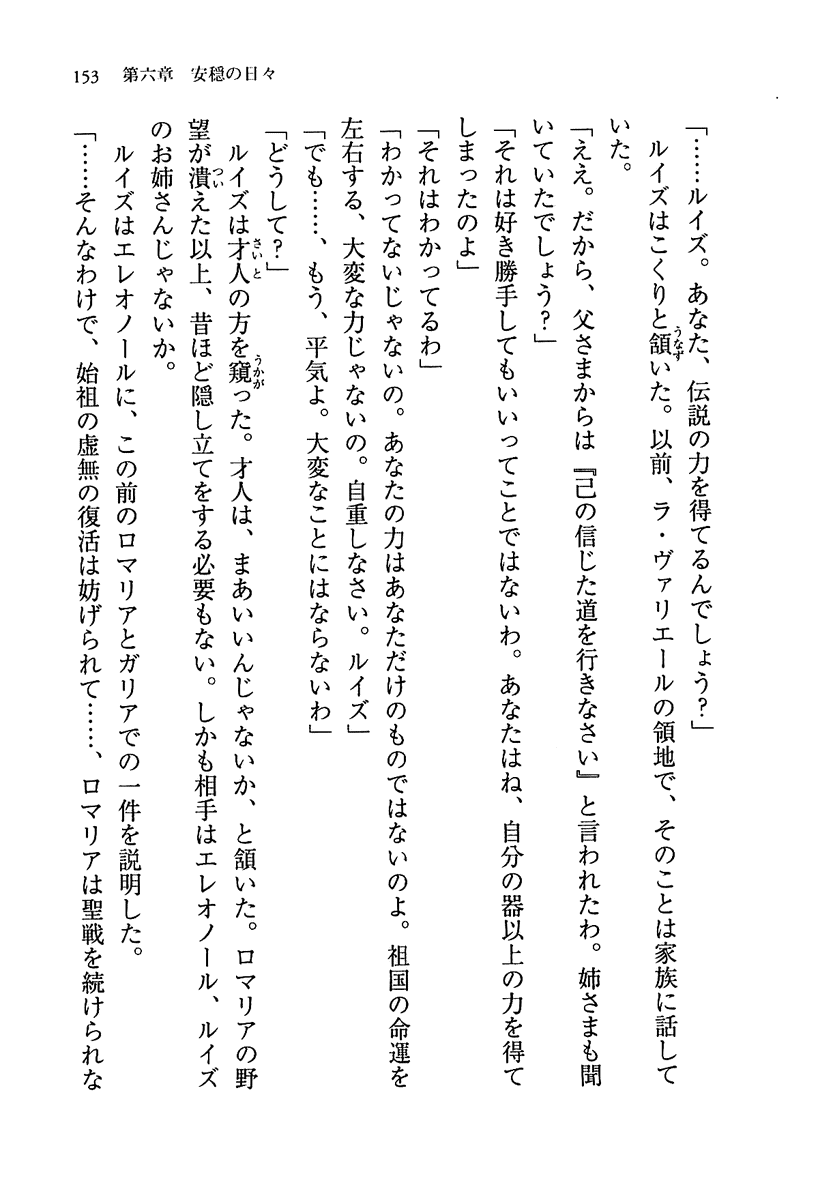 153　第六章　安穏の日々
「……ルイズ。あなた、伝説の力を得てるんでしょう？」
　ルイズはこくりと頷いた。以前、ラ・ヴァリエールの領地で、そのことは家族に話して
いた。
「ええ。だから、父さまからは『己の信じた道を行きなさい』と言われたわ。姉さまも聞
いていたでしょう？」
「それは好き勝手してもいいってことではないわ。あなたはね、自分の器以上の力を得て
しまったのよ」
「それはわかってるわ」
「わかってないじゃないの。あなたの力はあなただけのものではないのよ。祖国の命運を
左右する、大変な力じゃないの。自重しなさい。ルイズ」
「でも……、もう、平気よ。大変なことにはならないわ」
「どうして？」
　ルイズは才人の方を窺った。才人は、まあいいんじゃないか、と頷いた。ロマリアの野
望が潰えた以上、昔ほど隠し立てをする必要もない。しかも相手はエレオノール、ルイズ
のお姉さんじゃないか。
　ルイズはエレオノールに、この前のロマリアとガリアでの一件を説明した。
「……そんなわけで、始祖の虚無の復活は妨げられて……、ロマリアは聖戦を続けられな